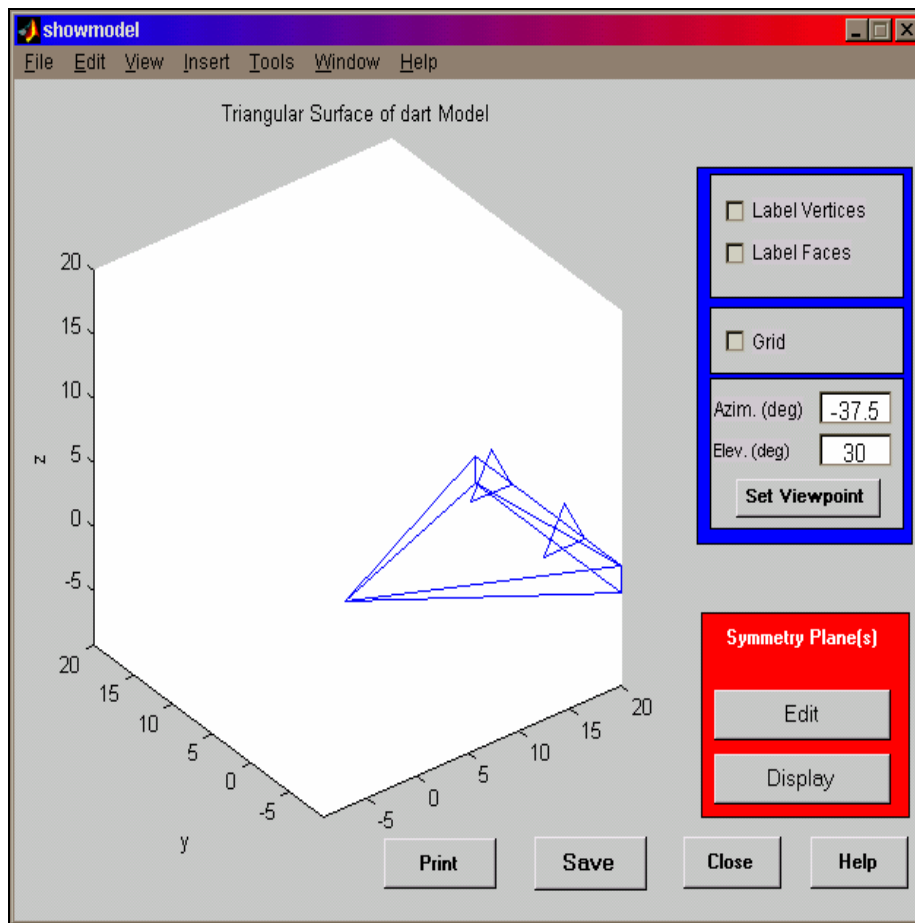 showmodel
File Edit View Insert Tools Window Help
Triangular Surface of dart Model
Label Vertices
Label Faces
Grid
Azim. (deg) -37.5
Elev. (deg) 30
Set Viewpoint
Symmetry Plane(s)
Edit
Display
20
15
10
5
0
-5
z
20
15
10
5
0
-5
y
-5
0
5
10
15
20
Print Save Close Help